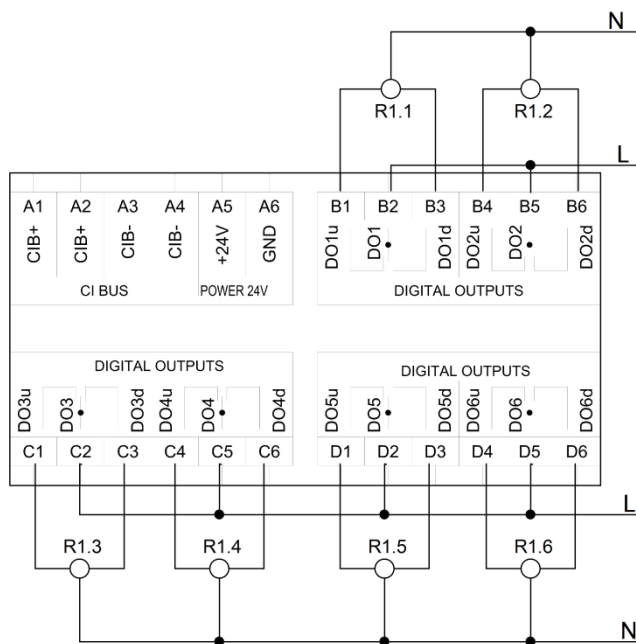 N
R1.1 R1.2
L
A1 A2 A3 A4 A5 A6 B1 B2 B3 B4 B5 B6
CIB+ CIB+ CIB- CIB- +24V GND DO1u DO1 DO1d DO2u DO2 DO2d
CI BUS POWER 24V DIGITAL OUTPUTS
DIGITAL OUTPUTS DIGITAL OUTPUTS
DO3u DO3 DO3d DO4u DO4 DO4d DO5u DO5 DO5d DO6u DO6 DO6d
C1 C2 C3 C4 C5 C6 D1 D2 D3 D4 D5 D6
L
R1.3 R1.4 R1.5 R1.6
N